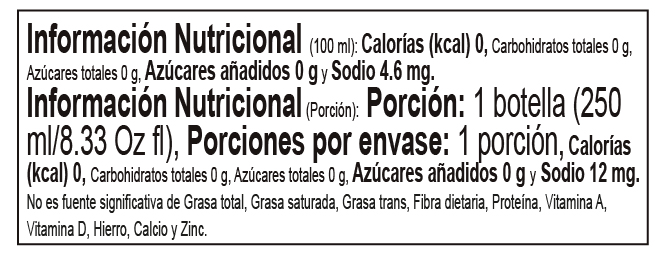 Información Nutricional (100 ml): Calorías (kcal) 0, Carbohidratos totales 0 g,
Azúcares totales 0 g, Azúcares añadidos 0 g y Sodio 4.6 mg.
Información Nutricional (Porción): Porción: 1 botella (250
ml/8.33 Oz fl), Porciones por envase: 1 porción, Calorías
(kcal) 0, Carbohidratos totales 0 g, Azúcares totales 0 g, Azúcares añadidos 0 g y Sodio 12 mg.
No es fuente significativa de Grasa total, Grasa saturada, Grasa trans, Fibra dietaria, Proteína, Vitamina A,
Vitamina D, Hierro, Calcio y Zinc.